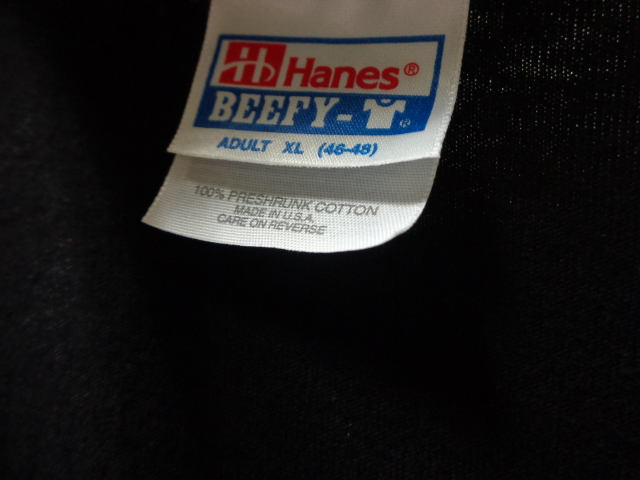 Hanes®
BEEFY-T®
ADULT XL (46-48)
100% PRESHRUNK COTTON
MADE IN U.S.A.
CARE ON REVERSE